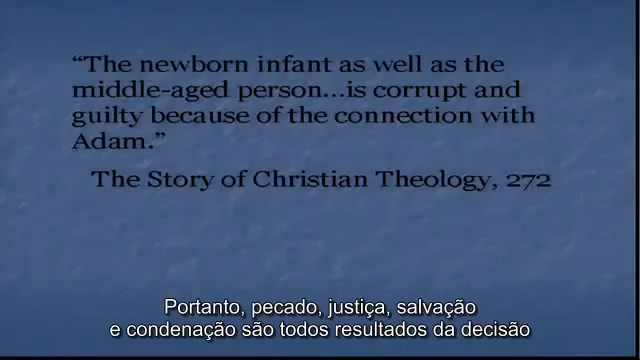 “The newborn infant as well as the
middle-aged person...is corrupt and
guilty because of the connection with
Adam.”
The Story of Christian Theology, 272
Portanto, pecado, justiça, salvação
e condenação são todos resultados da decisão